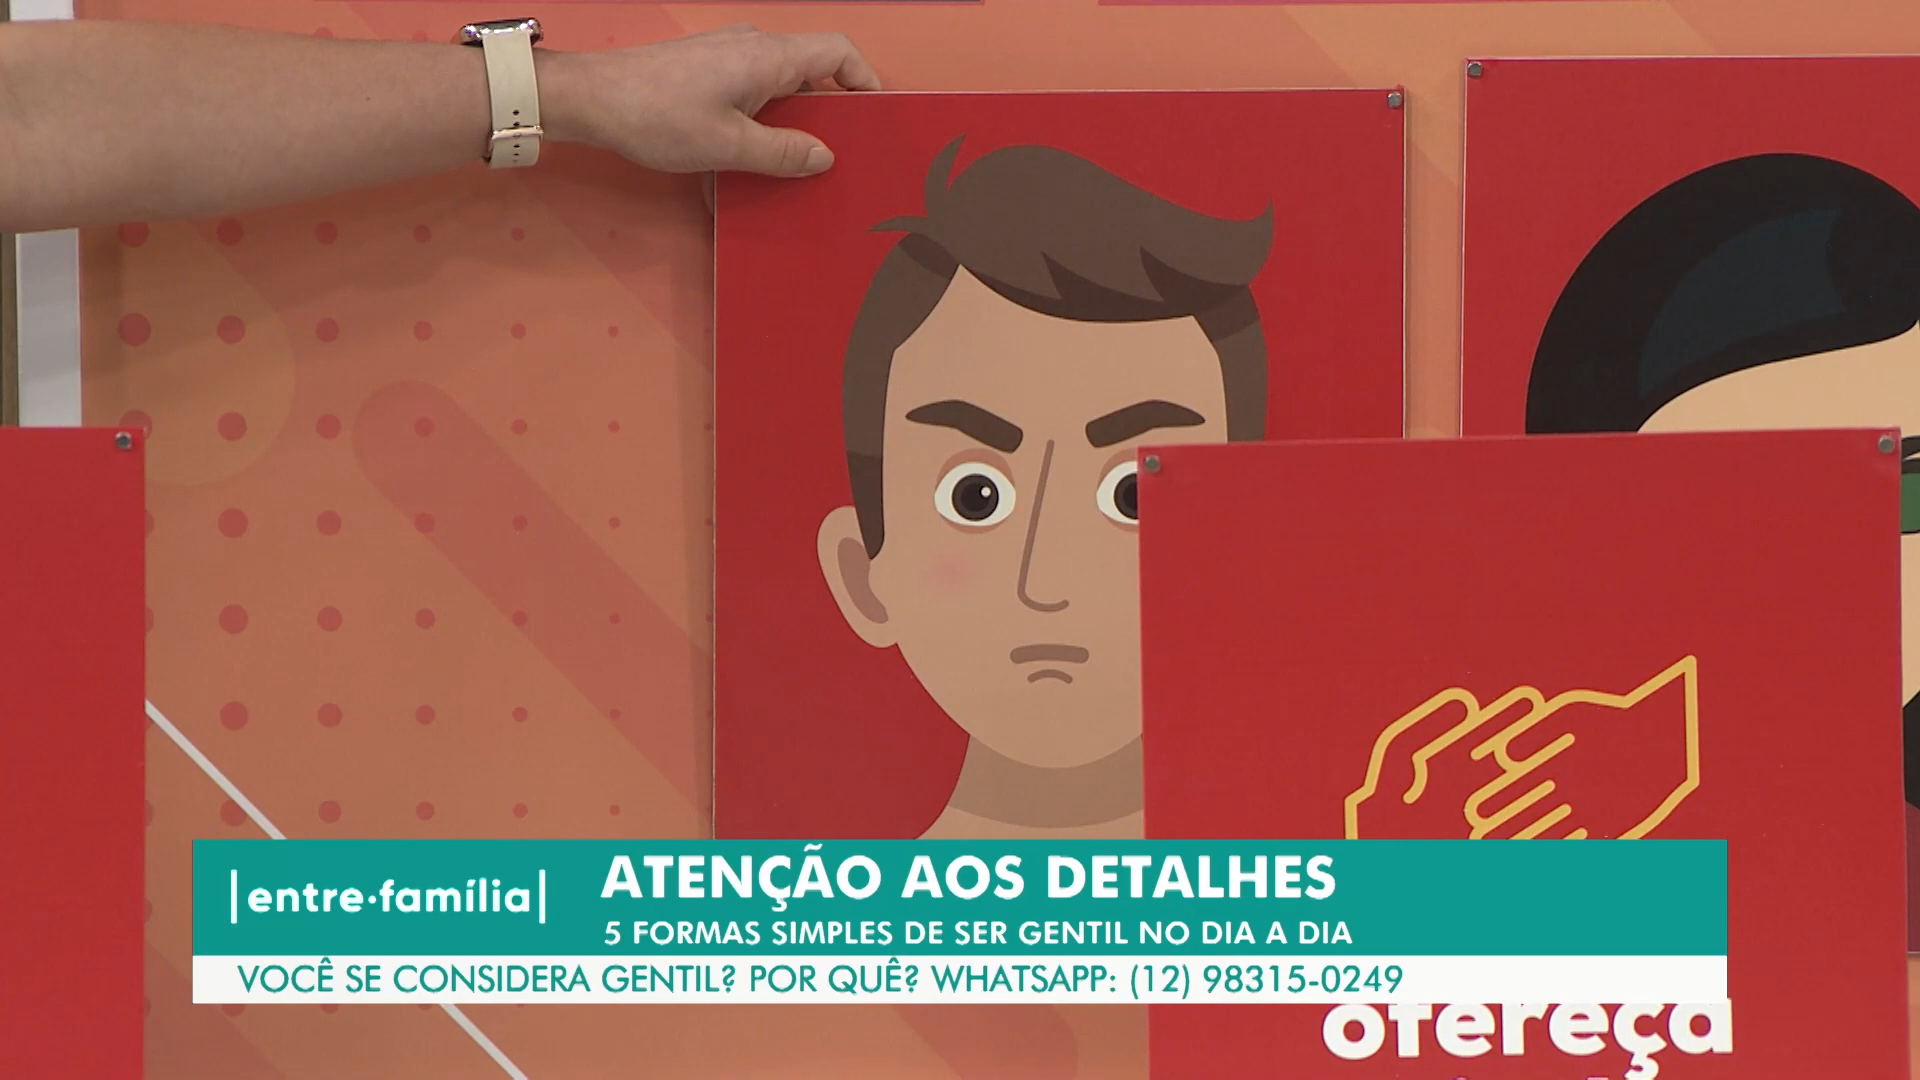 |entre·família|
ATENÇÃO AOS DETALHES
5 FORMAS SIMPLES DE SER GENTIL NO DIA A DIA
VOCÊ SE CONSIDERA GENTIL? POR QUÊ? WHATSAPP: (12) 98315-0249
ofereça